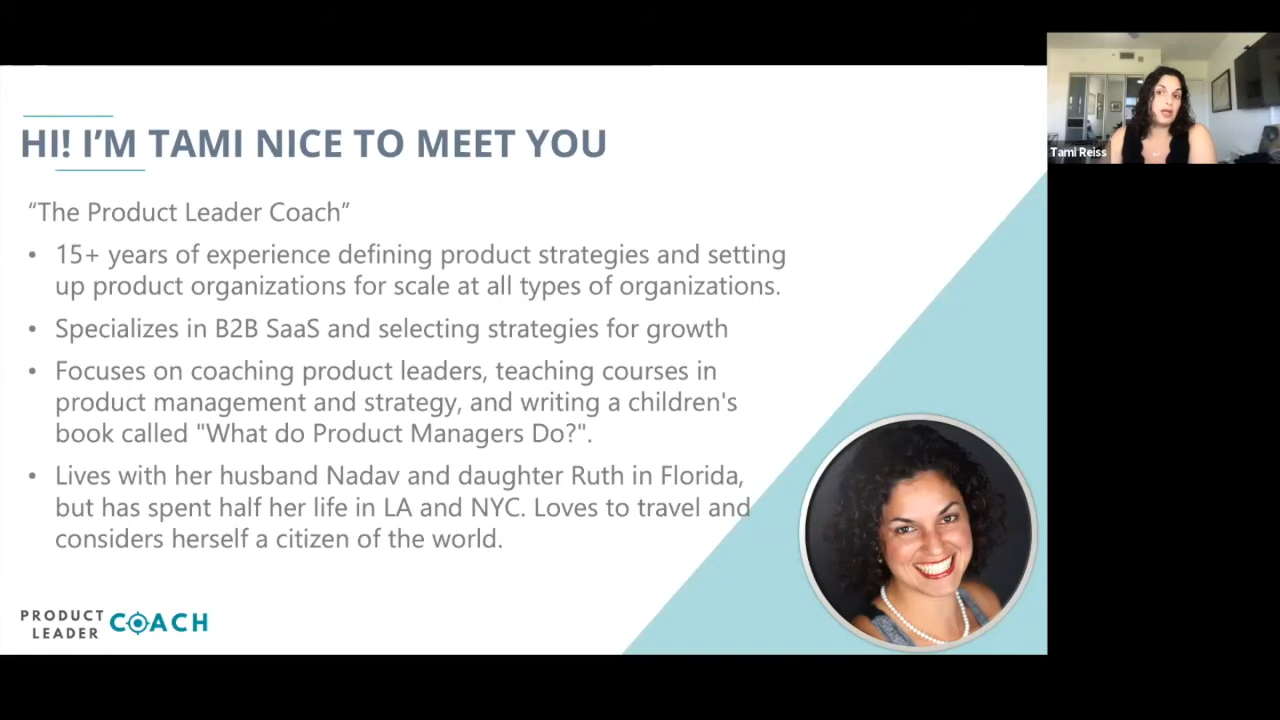 HI! I'M TAMI NICE TO MEET YOU
"The Product Leader Coach"
• 15+ years of experience defining product strategies and setting
up product organizations for scale at all types of organizations.
• Specializes in B2B SaaS and selecting strategies for growth
• Focuses on coaching product leaders, teaching courses in
product management and strategy, and writing a children's
book called "What do Product Managers Do?".
• Lives with her husband Nadav and daughter Ruth in Florida,
but has spent half her life in LA and NYC. Loves to travel and
considers herself a citizen of the world.
PRODUCT
LEADER
COACH
Tami Reiss